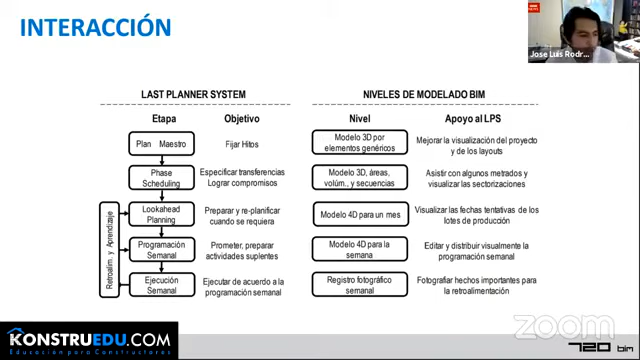 INTERACCIÓN
Jose Luis Rodr...
LAST PLANNER SYSTEM
Etapa
Objetivo
Plan Maestro
Fijar Hitos
Phase
Scheduling
Especificar transferencias
Lograr compromisos
Lookahead
Planning
Preparar y re-planificar
cuando se requiera
Programación
Semanal
Prometer, preparar
actividades suplentes
Ejecución
Semanal
Ejecutar de acuerdo a la
programación semanal
Retroalim. y Aprendizaje
NIVELES DE MODELADO BIM
Nivel
Apoyo al LPS
Modelo 3D por
elementos genéricos
Mejorar la visualización del proyecto
y de los layouts
Modelo 3D, áreas,
volúm., y secuencias
Asistir con algunos metrados y
visualizar las sectorizaciones
Modelo 4D para un mes
Visualizar las fechas tentativas de los
lotes de producción
Modelo 4D para la
semana
Editar y distribuir visualmente la
programación semanal
Registro fotográfico
semanal
Fotografiar hechos importantes para
la retroalimentación
KONSTRUEDU.COM
Educación para Constructores
zoom
720 bim